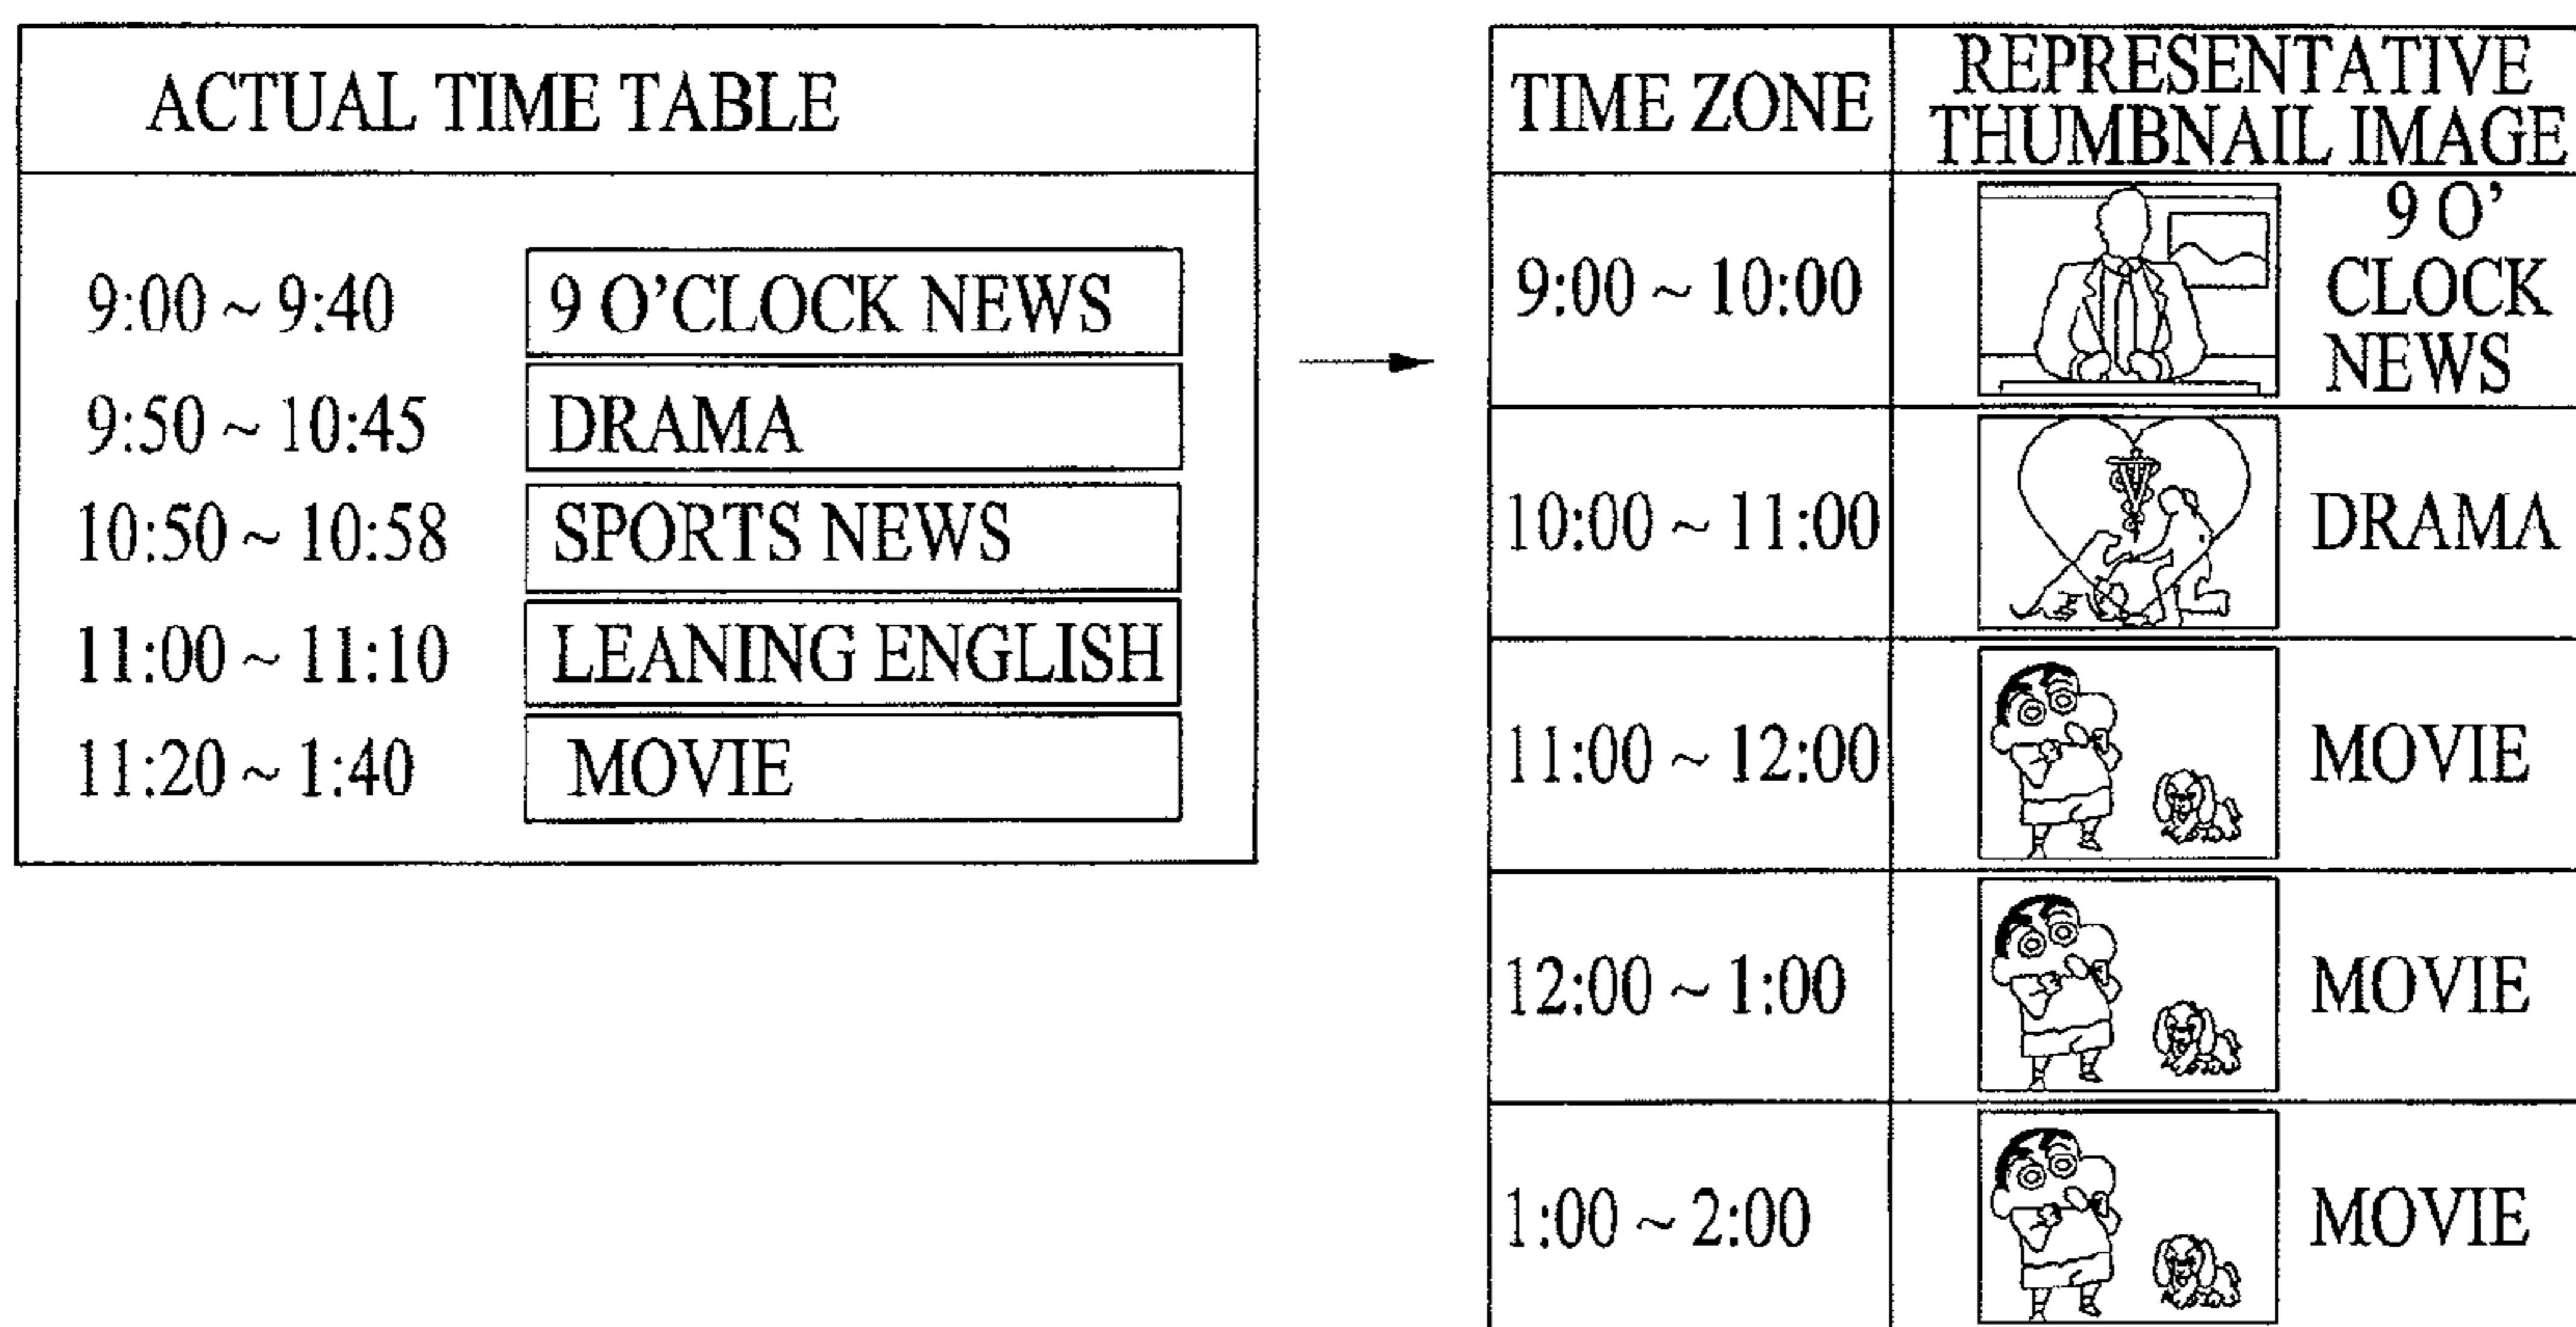 ACTUAL TIME TABLE
9:00 ~ 9:40 9 O'CLOCK NEWS
9:50 ~ 10:45 DRAMA
10:50 ~ 10:58 SPORTS NEWS
11:00 ~ 11:10 LEANING ENGLISH
11:20 ~ 1:40 MOVIE
TIME ZONE
REPRESENTATIVE
THUMBNAIL IMAGE
9:00 ~ 10:00
9 O'
CLOCK
NEWS
10:00 ~ 11:00 DRAMA
11:00 ~ 12:00 MOVIE
12:00 ~ 1:00 MOVIE
1:00 ~ 2:00 MOVIE